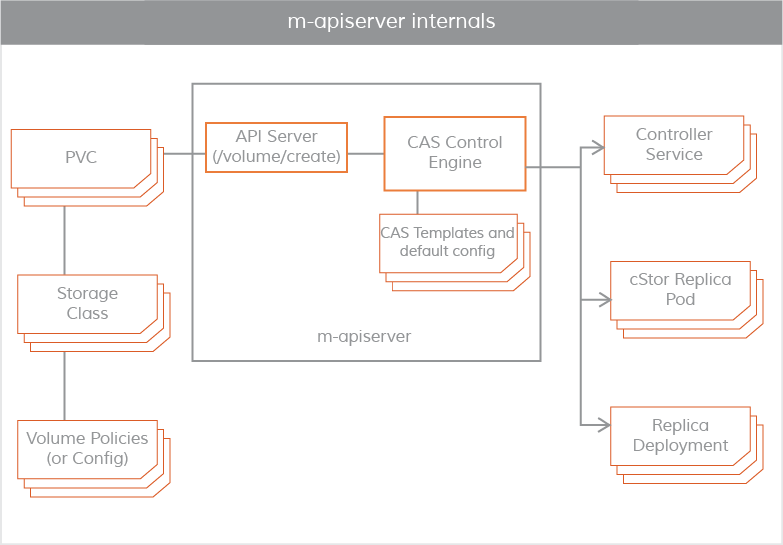 m-apiserver internals
PVC
API Server
(/volume/create)
CAS Control
Engine
Controller
Service
CAS Templates and
default config
Storage
Class
cStor Replica
Pod
m-apiserver
Volume Policies
(or Config)
Replica
Deployment